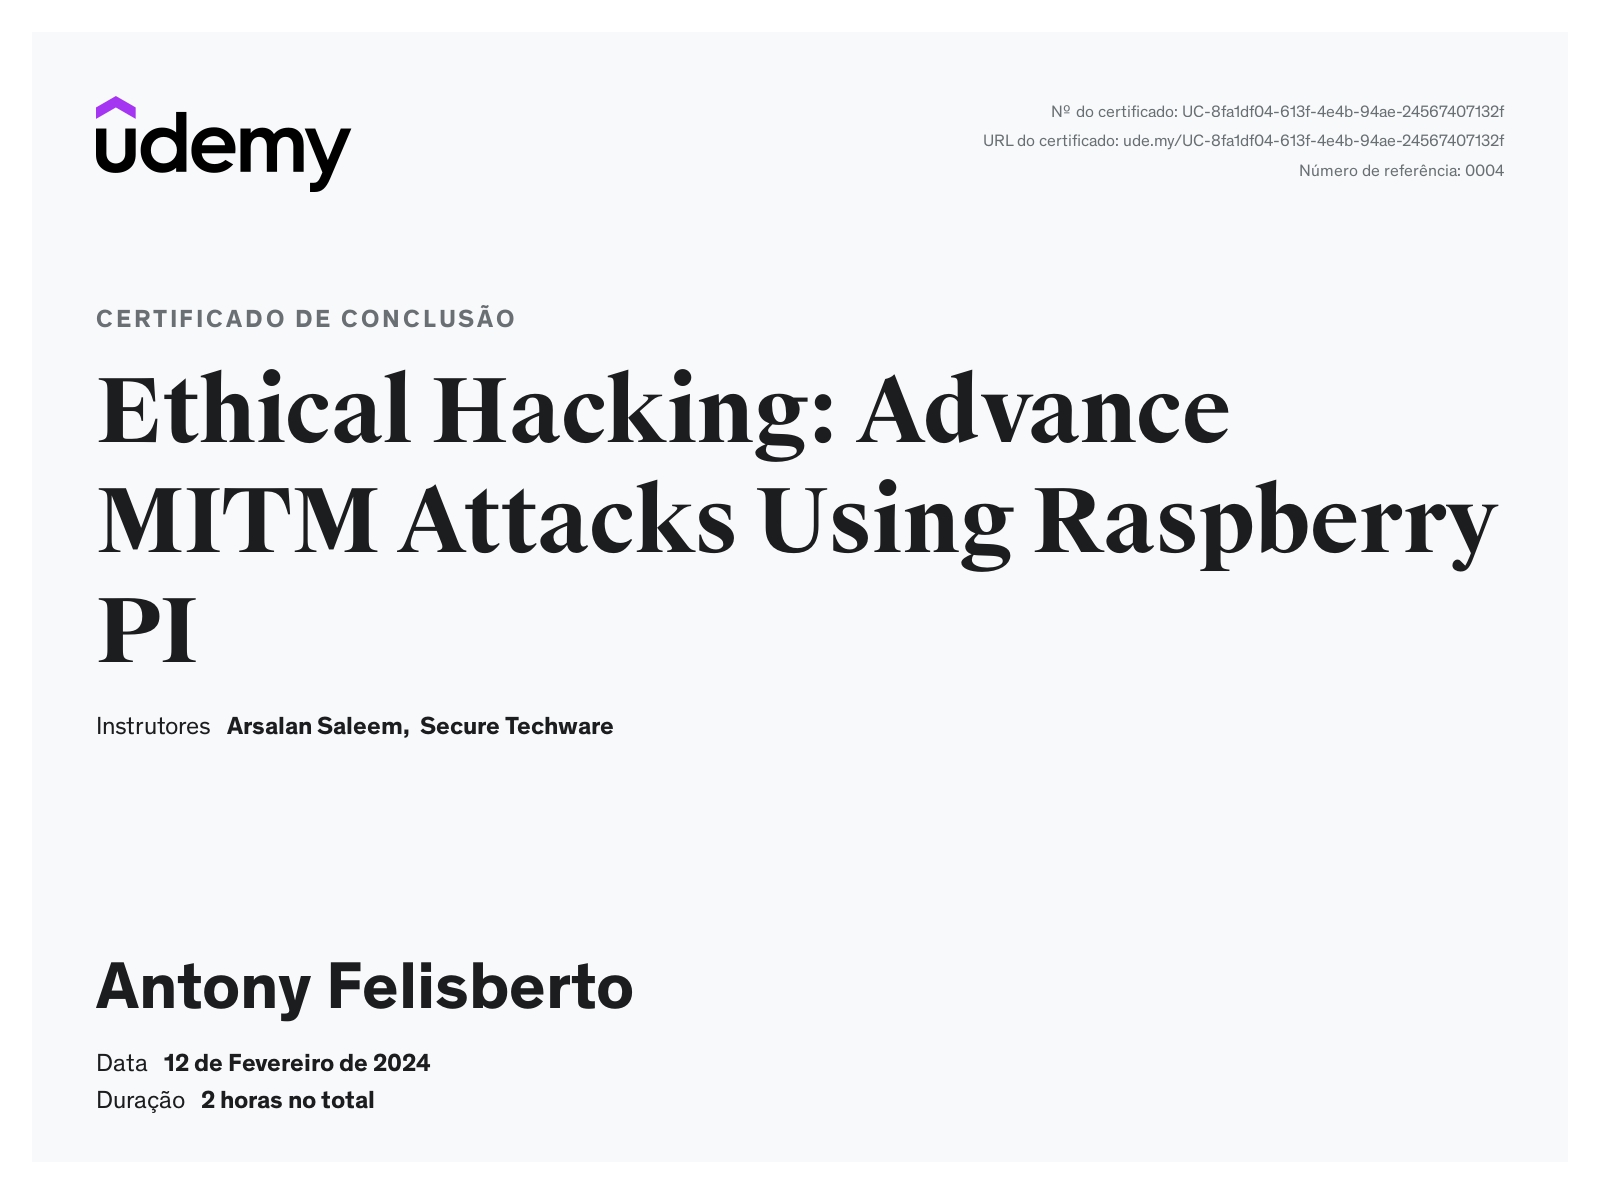 udemy
Nº do certificado: UC-8fa1df04-613f-4e4b-94ae-24567407132f
URL do certificado: ude.my/UC-8fa1df04-613f-4e4b-94ae-24567407132f
Número de referência: 0004
CERTIFICADO DE CONCLUSÃO
Ethical Hacking: Advance
MITM Attacks Using Raspberry
PI
Instrutores Arsalan Saleem, Secure Techware
Antony Felisberto
Data 12 de Fevereiro de 2024
Duração 2 horas no total